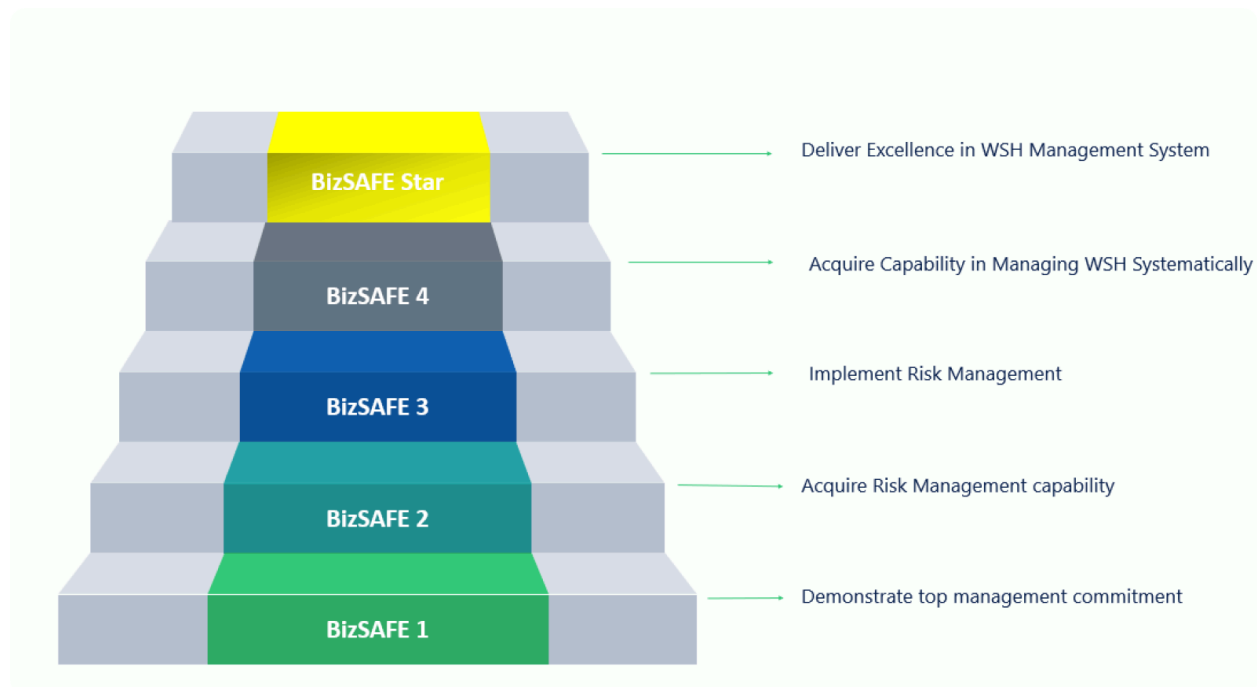 BizSAFE Star
Deliver Excellence in WSH Management System
BizSAFE 4
Acquire Capability in Managing WSH Systematically
BizSAFE 3
Implement Risk Management
BizSAFE 2
Acquire Risk Management capability
BizSAFE 1
Demonstrate top management commitment